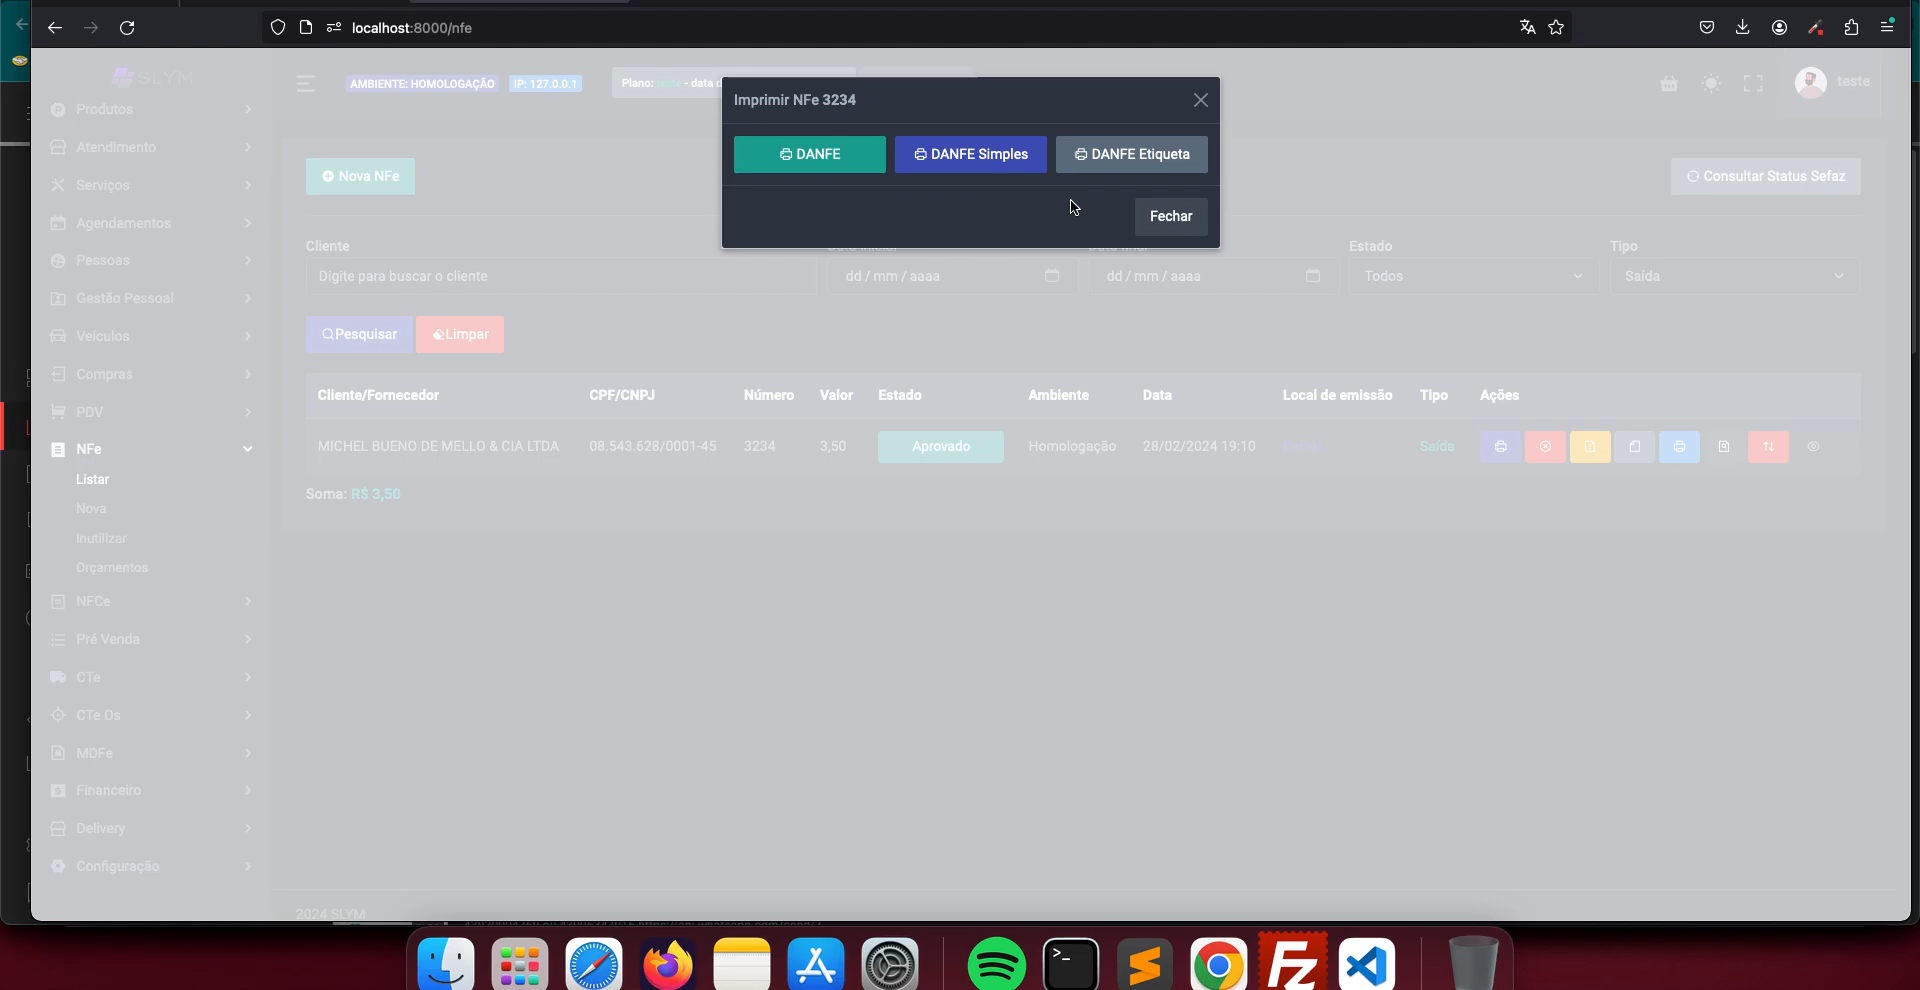 localhost:8000/nfe
SLYM
AMBIENTE: HOMOLOGAÇÃO
IP: 127.0.0.1
Plano:
- data
teste
Imprimir NFe 3234
DANFE
DANFE Simples
DANFE Etiqueta
Fechar
Produtos
Atendimento
Serviços
Agendamentos
Pessoas
Gestão Pessoal
Veículos
Compras
PDV
NFe
Listar
Nova
Inutilizar
Orçamentos
NFCe
Pré Venda
CTe
CTe Os
MDFe
Financeiro
Delivery
Configuração
Nova NFe
Consultar Status Sefaz
Cliente
Estado
Tipo
Digite para buscar o cliente
dd / mm / aaaa
dd / mm / aaaa
Todos
Saída
Pesquisar
Limpar
Cliente/Fornecedor CPF/CNPJ Número Valor Estado Ambiente Data Local de emissão Tipo Ações
MICHEL BUENO DE MELLO & CIA LTDA 08.543.628/0001-45 3234 3,50 Aprovado Homologação 28/02/2024 19:10 Saída
Soma: R$ 3,50
2024 SLYM